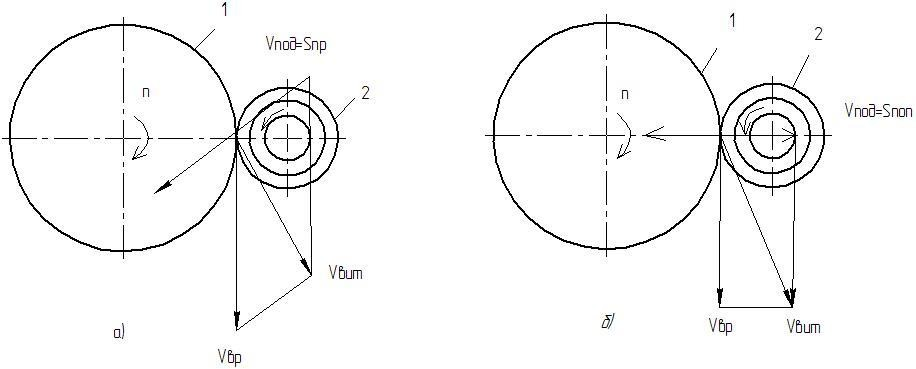 1
Vпод=Sпр
n
2
Vвит
Vвр
а)
1
2
n
Vпод=Sпоп
Vвр
Vвит
б)